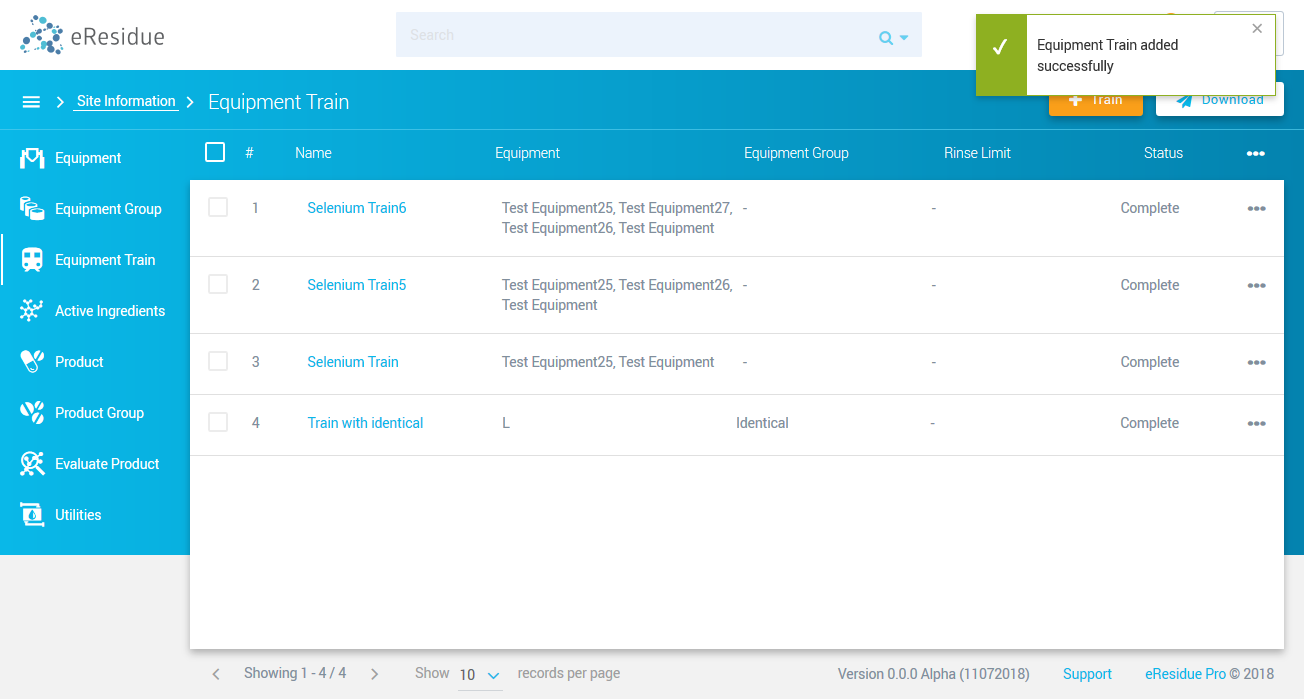 eResidue
Search
Equipment Train added
successfully
Site Information
Equipment Train
Train
Download
Equipment
Equipment Group
Equipment Train
Active Ingredients
Product
Product Group
Evaluate Product
Utilities
# Name Equipment Equipment Group Rinse Limit Status
1 Selenium Train6 Test Equipment25, Test Equipment27, - - Complete
Test Equipment26, Test Equipment
2 Selenium Train5 Test Equipment25, Test Equipment26, - - Complete
Test Equipment
3 Selenium Train Test Equipment25, Test Equipment - - Complete
4 Train with identical L Identical - Complete
Showing 1 - 4 / 4 Show 10 records per page Version 0.0.0 Alpha (11072018) Support eResidue Pro © 2018